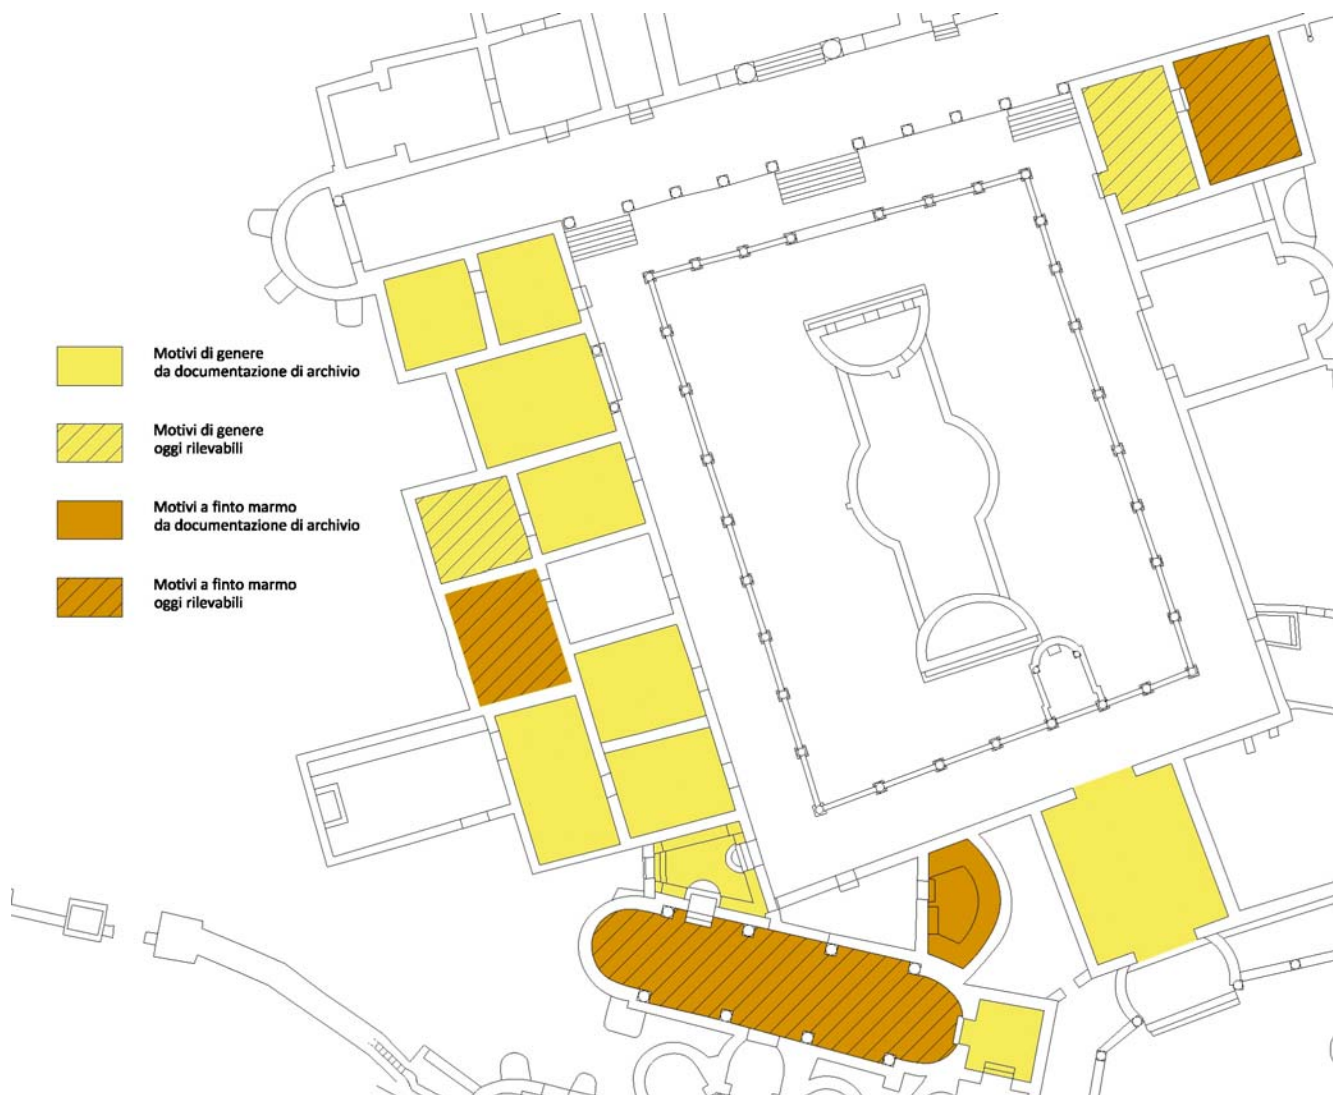 Motivi di genere
da documentazione di archivio
Motivi di genere
oggi rilevabili
Motivi a finto marmo
da documentazione di archivio
Motivi a finto marmo
oggi rilevabili